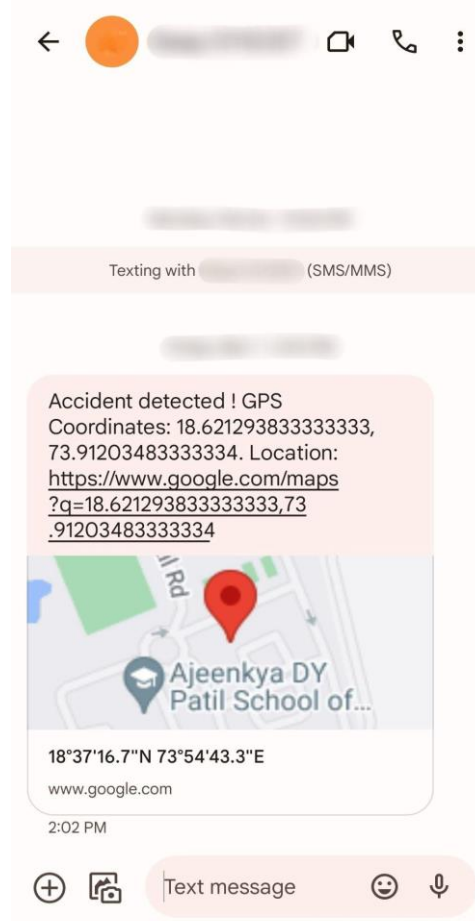 Texting with (SMS/MMS)
Accident detected ! GPS
Coordinates: 18.621293833333333,
73.91203483333334. Location:
https://www.google.com/maps
?q=18.621293833333333,73
.91203483333334
il Rd
Ajeenkya DY
Patil School of...
18°37'16.7"N 73°54'43.3"E
www.google.com
2:02 PM
Text message